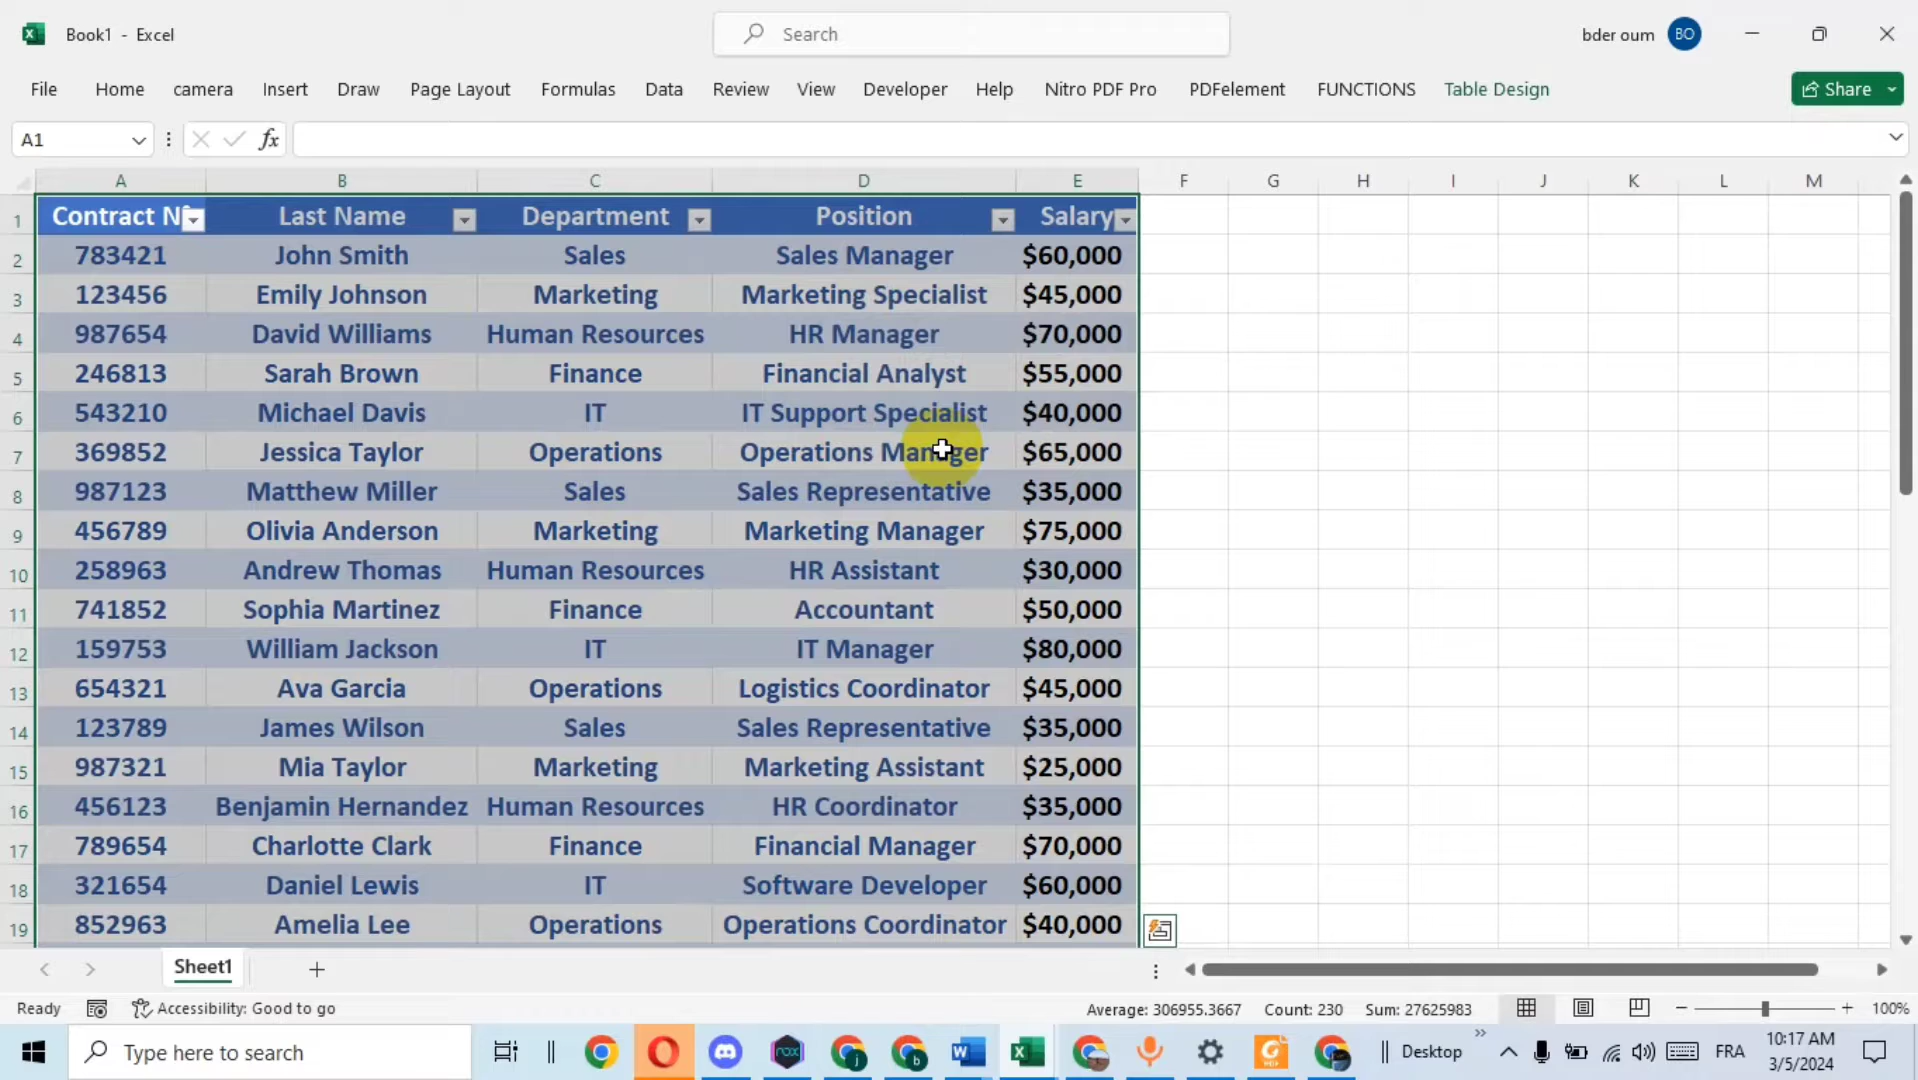 Book1 - Excel
Search
bder oum BO
File Home camera Insert Draw Page Layout Formulas Data Review View Developer Help Nitro PDF Pro PDFelement FUNCTIONS Table Design Share
A1 fx
A B C D E F G H I J K L M
1 Contract N° Last Name Department Position Salary
2 783421 John Smith Sales Sales Manager $60,000
3 123456 Emily Johnson Marketing Marketing Specialist $45,000
4 987654 David Williams Human Resources HR Manager $70,000
5 246813 Sarah Brown Finance Financial Analyst $55,000
6 543210 Michael Davis IT IT Support Specialist $40,000
7 369852 Jessica Taylor Operations Operations Manager $65,000
8 987123 Matthew Miller Sales Sales Representative $35,000
9 456789 Olivia Anderson Marketing Marketing Manager $75,000
10 258963 Andrew Thomas Human Resources HR Assistant $30,000
11 741852 Sophia Martinez Finance Accountant $50,000
12 159753 William Jackson IT IT Manager $80,000
13 654321 Ava Garcia Operations Logistics Coordinator $45,000
14 123789 James Wilson Sales Sales Representative $35,000
15 987321 Mia Taylor Marketing Marketing Assistant $25,000
16 456123 Benjamin Hernandez Human Resources HR Coordinator $35,000
17 789654 Charlotte Clark Finance Financial Manager $70,000
18 321654 Daniel Lewis IT Software Developer $60,000
19 852963 Amelia Lee Operations Operations Coordinator $40,000
Sheet1
Ready Accessibility: Good to go Average: 306955.3667 Count: 230 Sum: 27625983 100%
Type here to search Desktop FRA 10:17 AM
3/5/2024